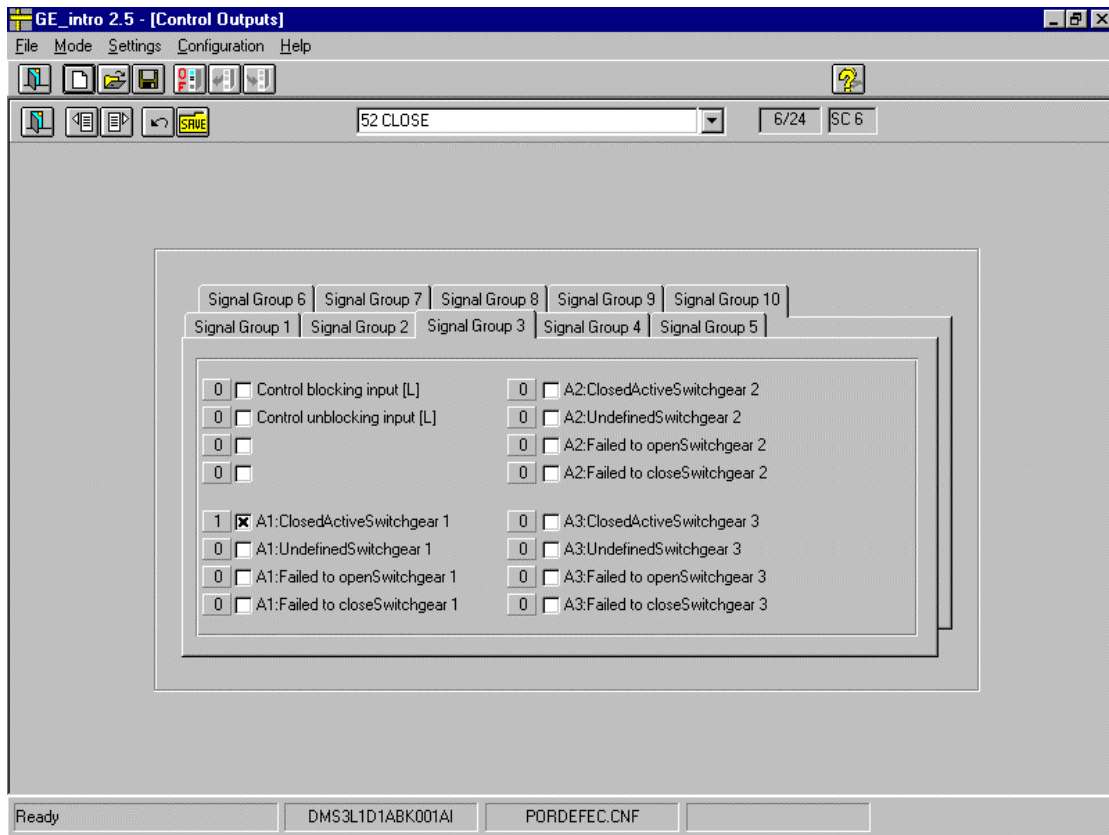 GE_intro 2.5 - [Control Outputs]
File Mode Settings Configuration Help
SAVE
52 CLOSE
6/24
SC 6
Signal Group 6 Signal Group 7 Signal Group 8 Signal Group 9 Signal Group 10
Signal Group 1 Signal Group 2 Signal Group 3 Signal Group 4 Signal Group 5
0 Control blocking input [L]
0 Control unblocking input [L]
0
0
1 A1:ClosedActiveSwitchgear 1
0 A1:UndefinedSwitchgear 1
0 A1:Failed to openSwitchgear 1
0 A1:Failed to closeSwitchgear 1
0 A2:ClosedActiveSwitchgear 2
0 A2:UndefinedSwitchgear 2
0 A2:Failed to openSwitchgear 2
0 A2:Failed to closeSwitchgear 2
0 A3:ClosedActiveSwitchgear 3
0 A3:UndefinedSwitchgear 3
0 A3:Failed to openSwitchgear 3
0 A3:Failed to closeSwitchgear 3
Ready
DMS3L1D1ABK001AI
PORDEFEC.CNF